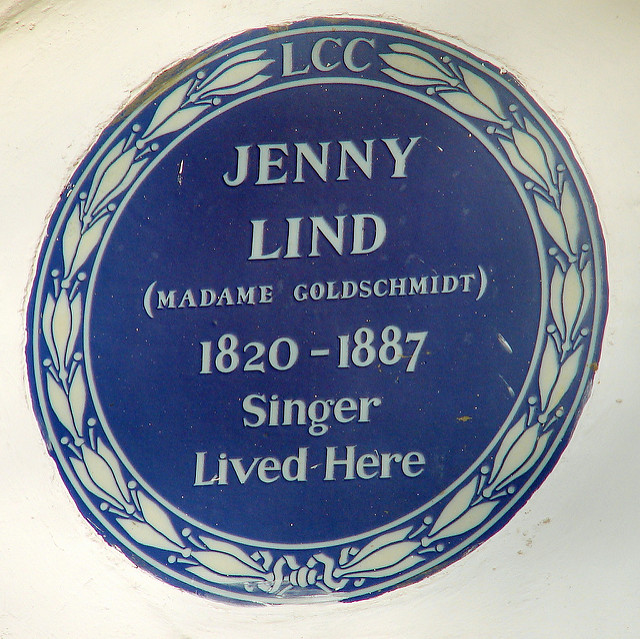 LCC
JENNY
LIND
(MADAME GOLDSCHMIDT)
1820-1887
Singer
Lived Here